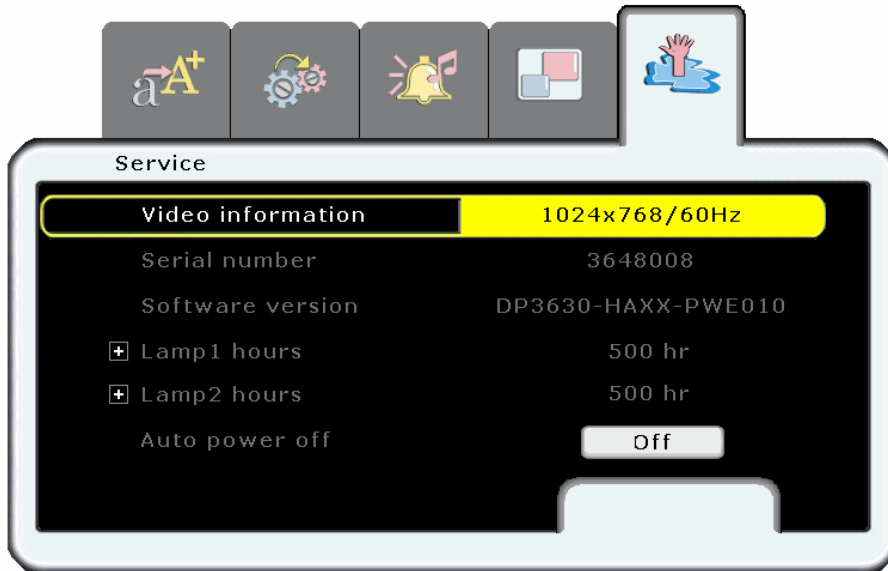 aA+
Service
Video information 1024x768/60Hz
Serial number 3648008
Software version DP3630-HAXX-PWE010
Lamp1 hours 500 hr
Lamp2 hours 500 hr
Auto power off Off